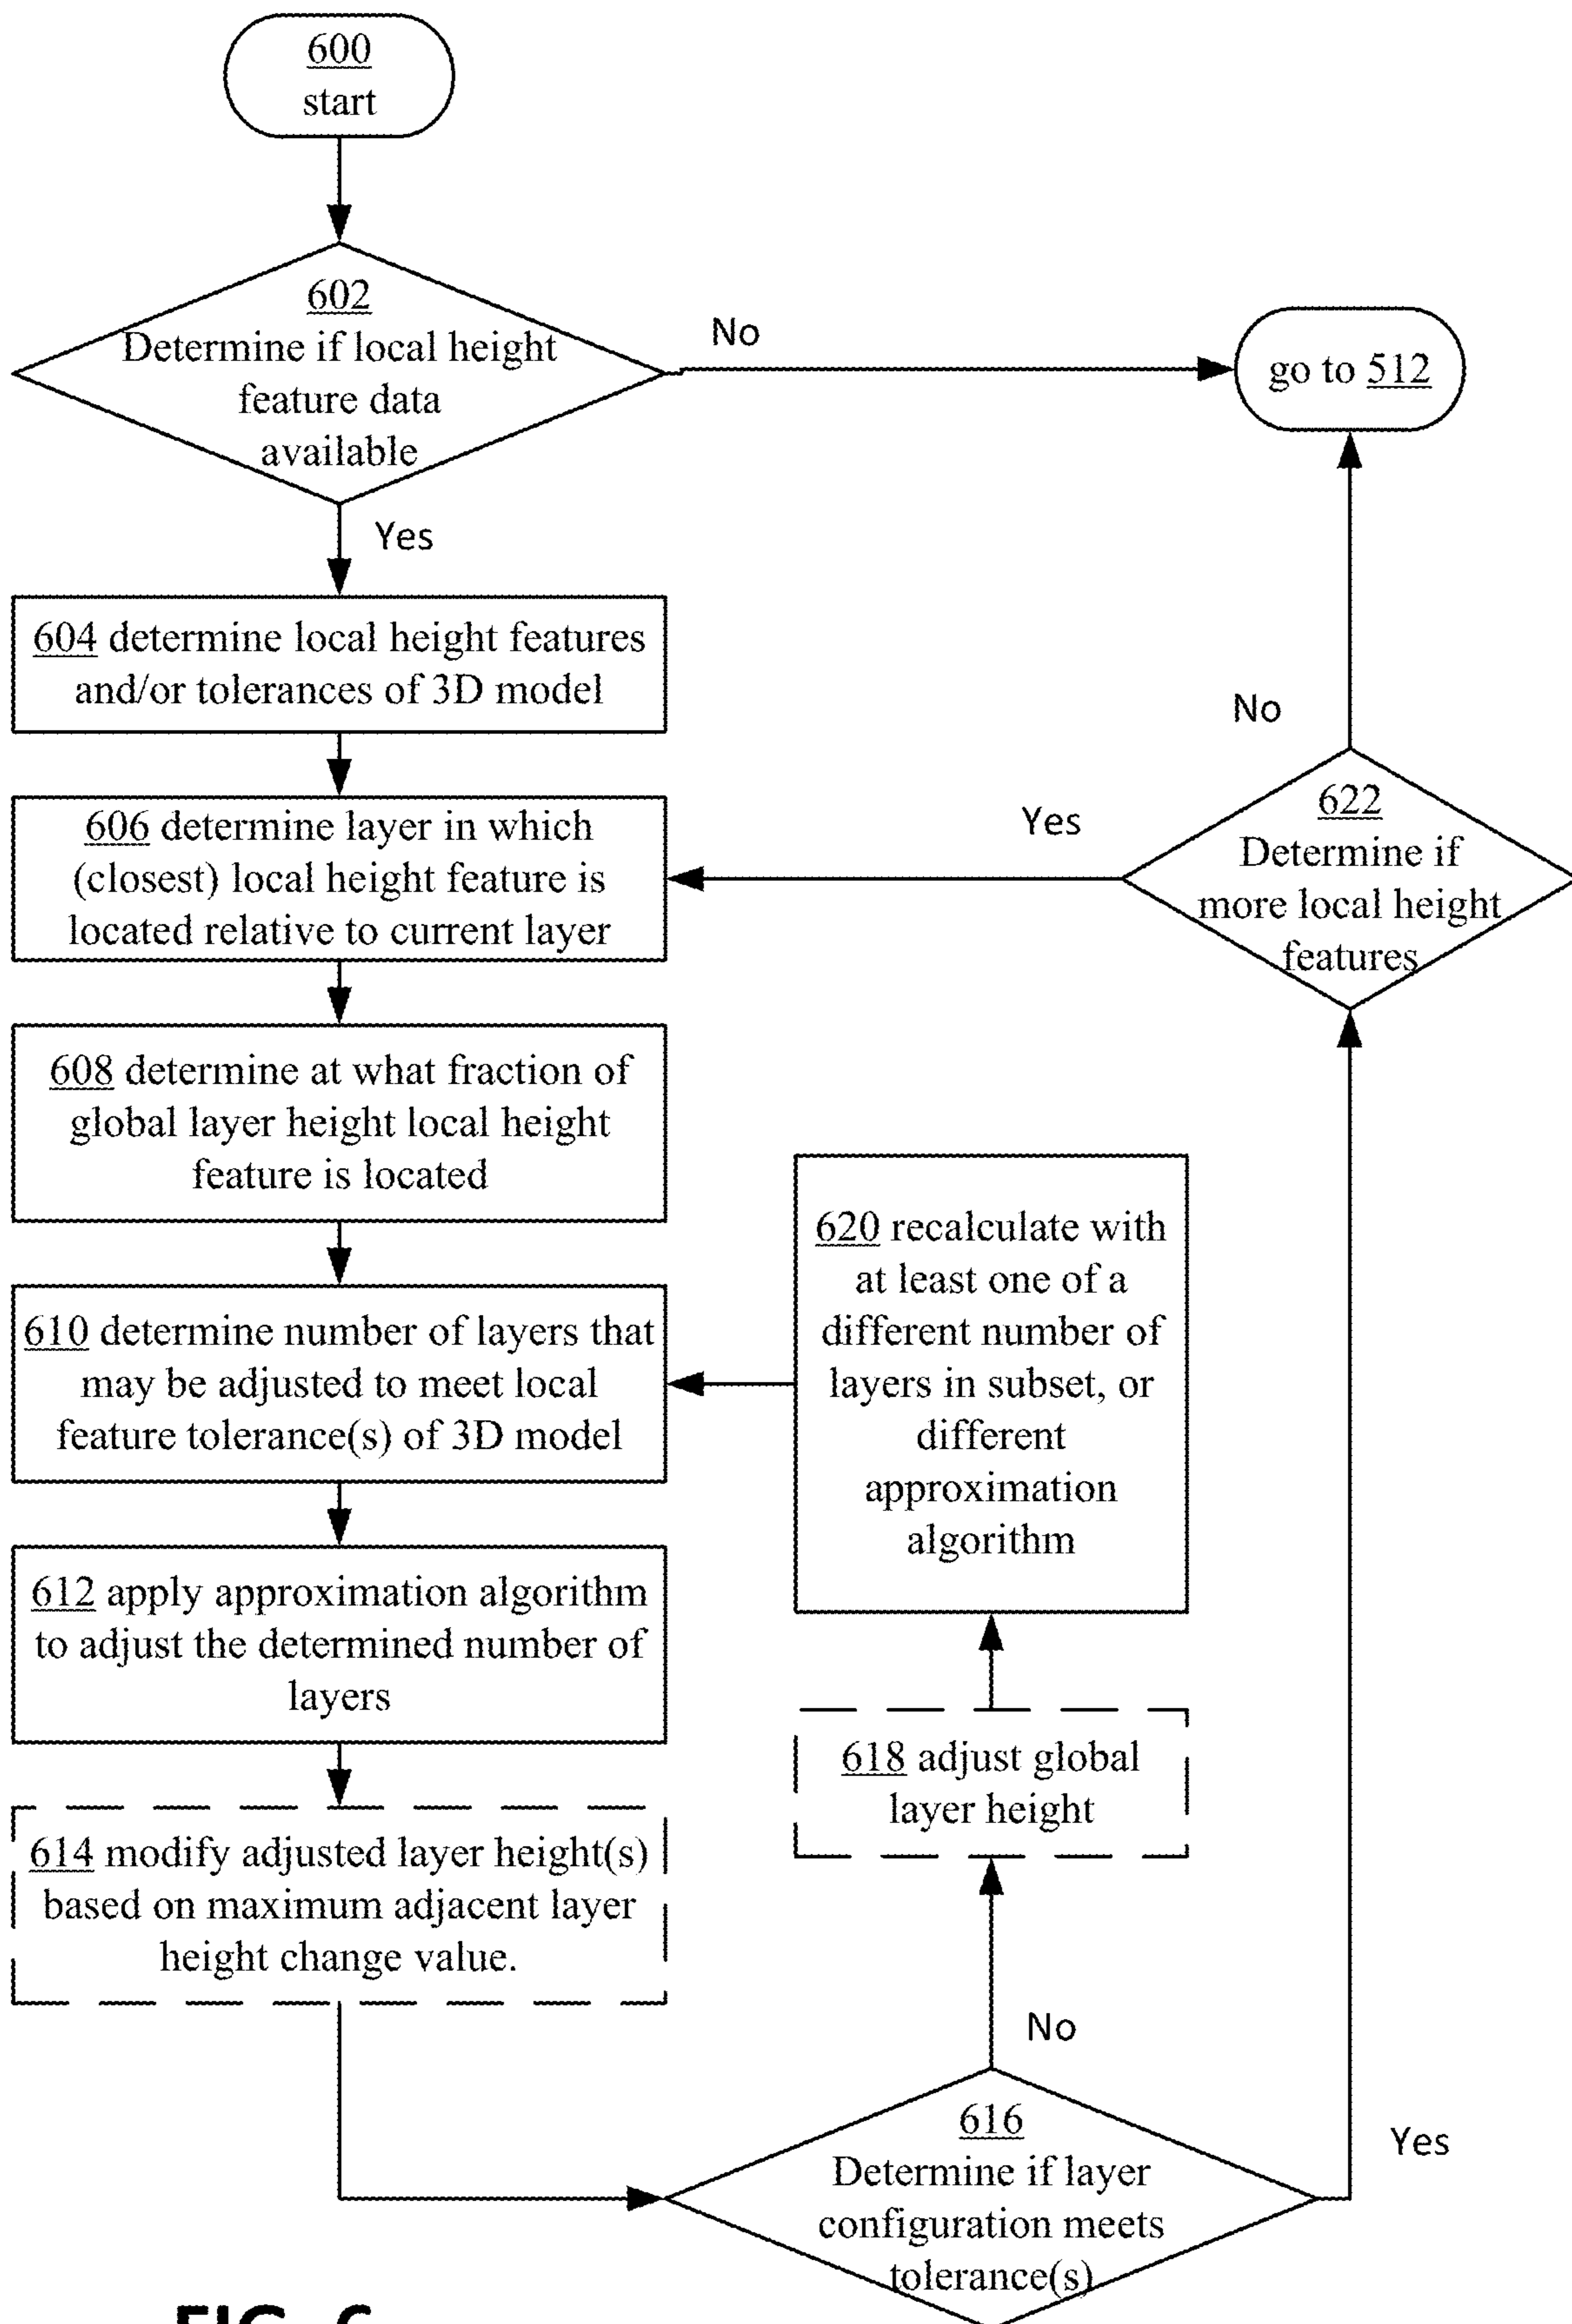 600
start
602
Determine if local height
feature data
available
No
go to 512
Yes
604 determine local height features
and/or tolerances of 3D model
606 determine layer in which
(closest) local height feature is
located relative to current layer
Yes
No
622
Determine if
more local height
features
608 determine at what fraction of
global layer height local height
feature is located
610 determine number of layers that
may be adjusted to meet local
feature tolerance(s) of 3D model
620 recalculate with
at least one of a
different number of
layers in subset, or
different
approximation
algorithm
612 apply approximation algorithm
to adjust the determined number of
layers
618 adjust global
layer height
614 modify adjusted layer height(s)
based on maximum adjacent layer
height change value.
No
616
Determine if layer
configuration meets
tolerance(s)
Yes
FIG. 6